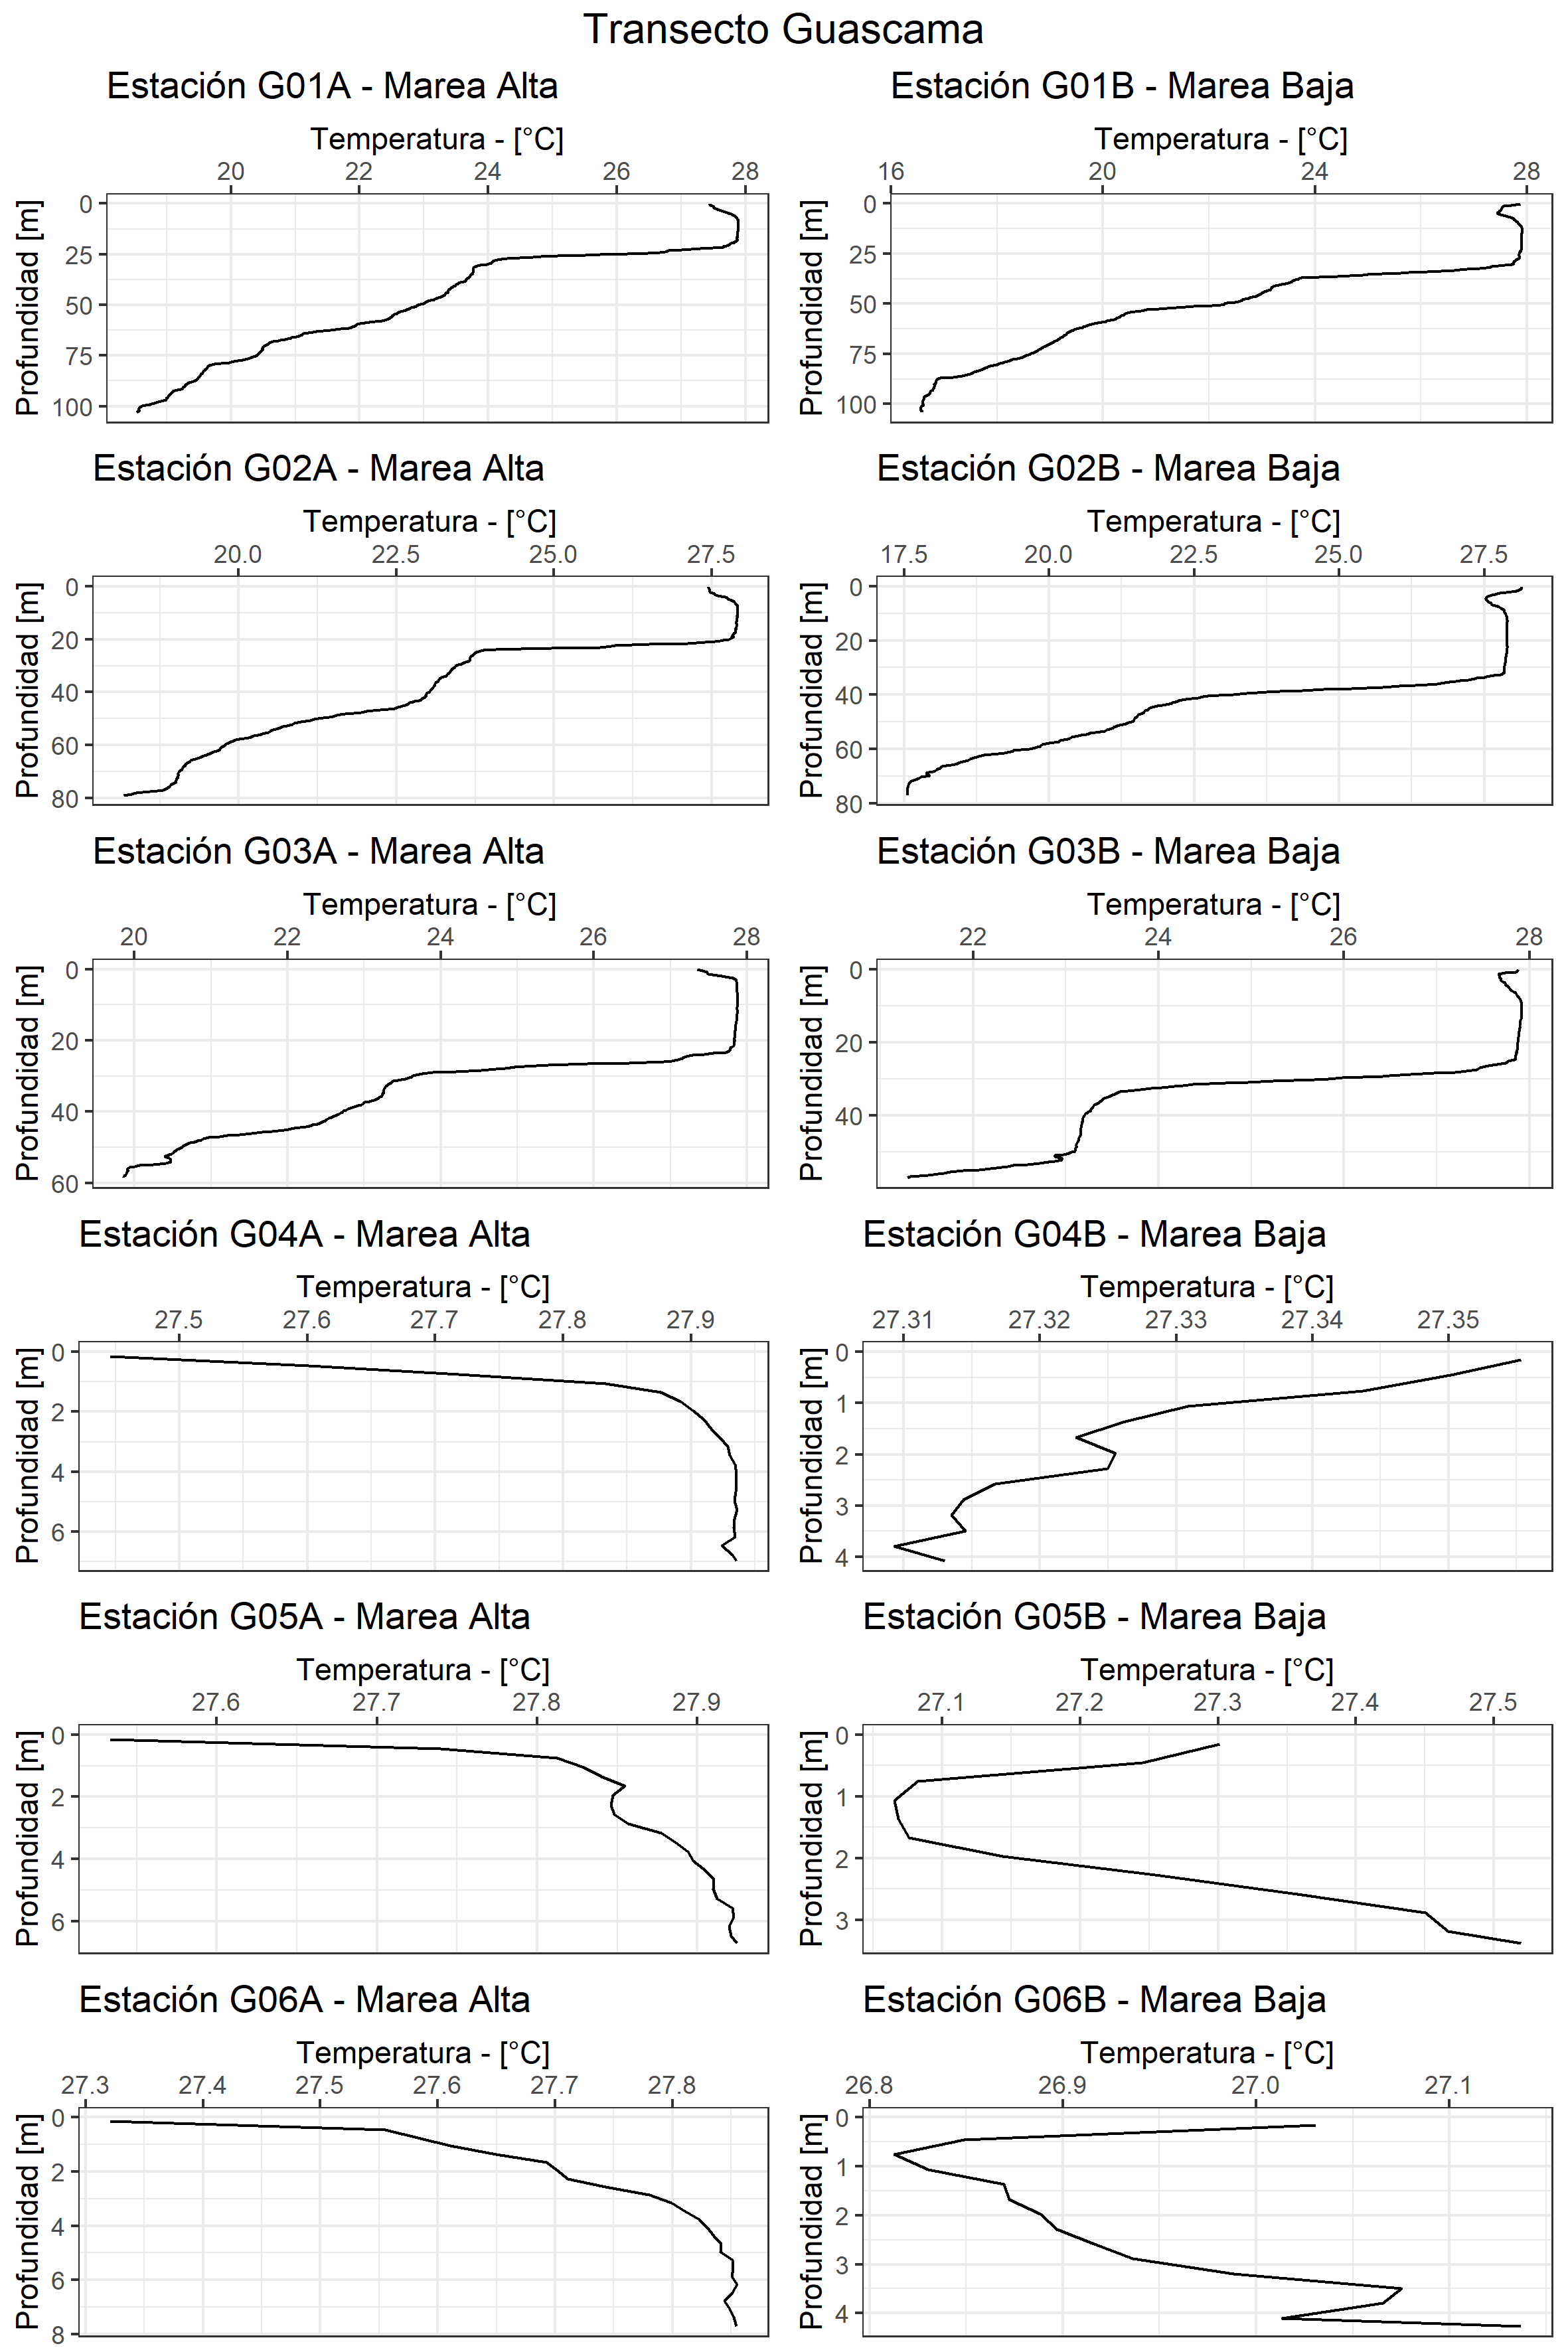 Transecto Guascama
Estación G01A - Marea Alta
Temperatura - [°C]
20 22 24 26 28
Profundidad [m]
0
25
50
75
100
Estación G01B - Marea Baja
Temperatura - [°C]
16 20 24 28
Profundidad [m]
0
25
50
75
100
Estación G02A - Marea Alta
Temperatura - [°C]
20.0 22.5 25.0 27.5
Profundidad [m]
0
20
40
60
80
Estación G02B - Marea Baja
Temperatura - [°C]
17.5 20.0 22.5 25.0 27.5
Profundidad [m]
0
20
40
60
80
Estación G03A - Marea Alta
Temperatura - [°C]
20 22 24 26 28
Profundidad [m]
0
20
40
60
Estación G03B - Marea Baja
Temperatura - [°C]
22 24 26 28
Profundidad [m]
0
20
40
Estación G04A - Marea Alta
Temperatura - [°C]
27.5 27.6 27.7 27.8 27.9
Profundidad [m]
0
2
4
6
Estación G04B - Marea Baja
Temperatura - [°C]
27.31 27.32 27.33 27.34 27.35
Profundidad [m]
0
1
2
3
4
Estación G05A - Marea Alta
Temperatura - [°C]
27.6 27.7 27.8 27.9
Profundidad [m]
0
2
4
6
Estación G05B - Marea Baja
Temperatura - [°C]
27.1 27.2 27.3 27.4 27.5
Profundidad [m]
0
1
2
3
Estación G06A - Marea Alta
Temperatura - [°C]
27.3 27.4 27.5 27.6 27.7 27.8
Profundidad [m]
0
2
4
6
8
Estación G06B - Marea Baja
Temperatura - [°C]
26.8 26.9 27.0 27.1
Profundidad [m]
0
1
2
3
4